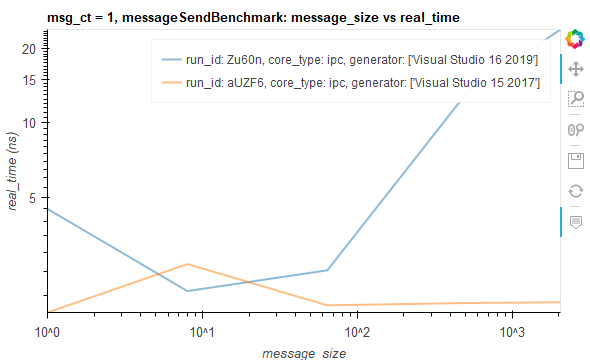 msg_ct = 1, messageSendBenchmark: message_size vs real_time
run_id: Zu60n, core_type: ipc, generator: ['Visual Studio 16 2019']
run_id: aUZF6, core_type: ipc, generator: ['Visual Studio 15 2017']
real_time (ns)
20
15
10
5
10^0
10^1
10^2
10^3
message_size